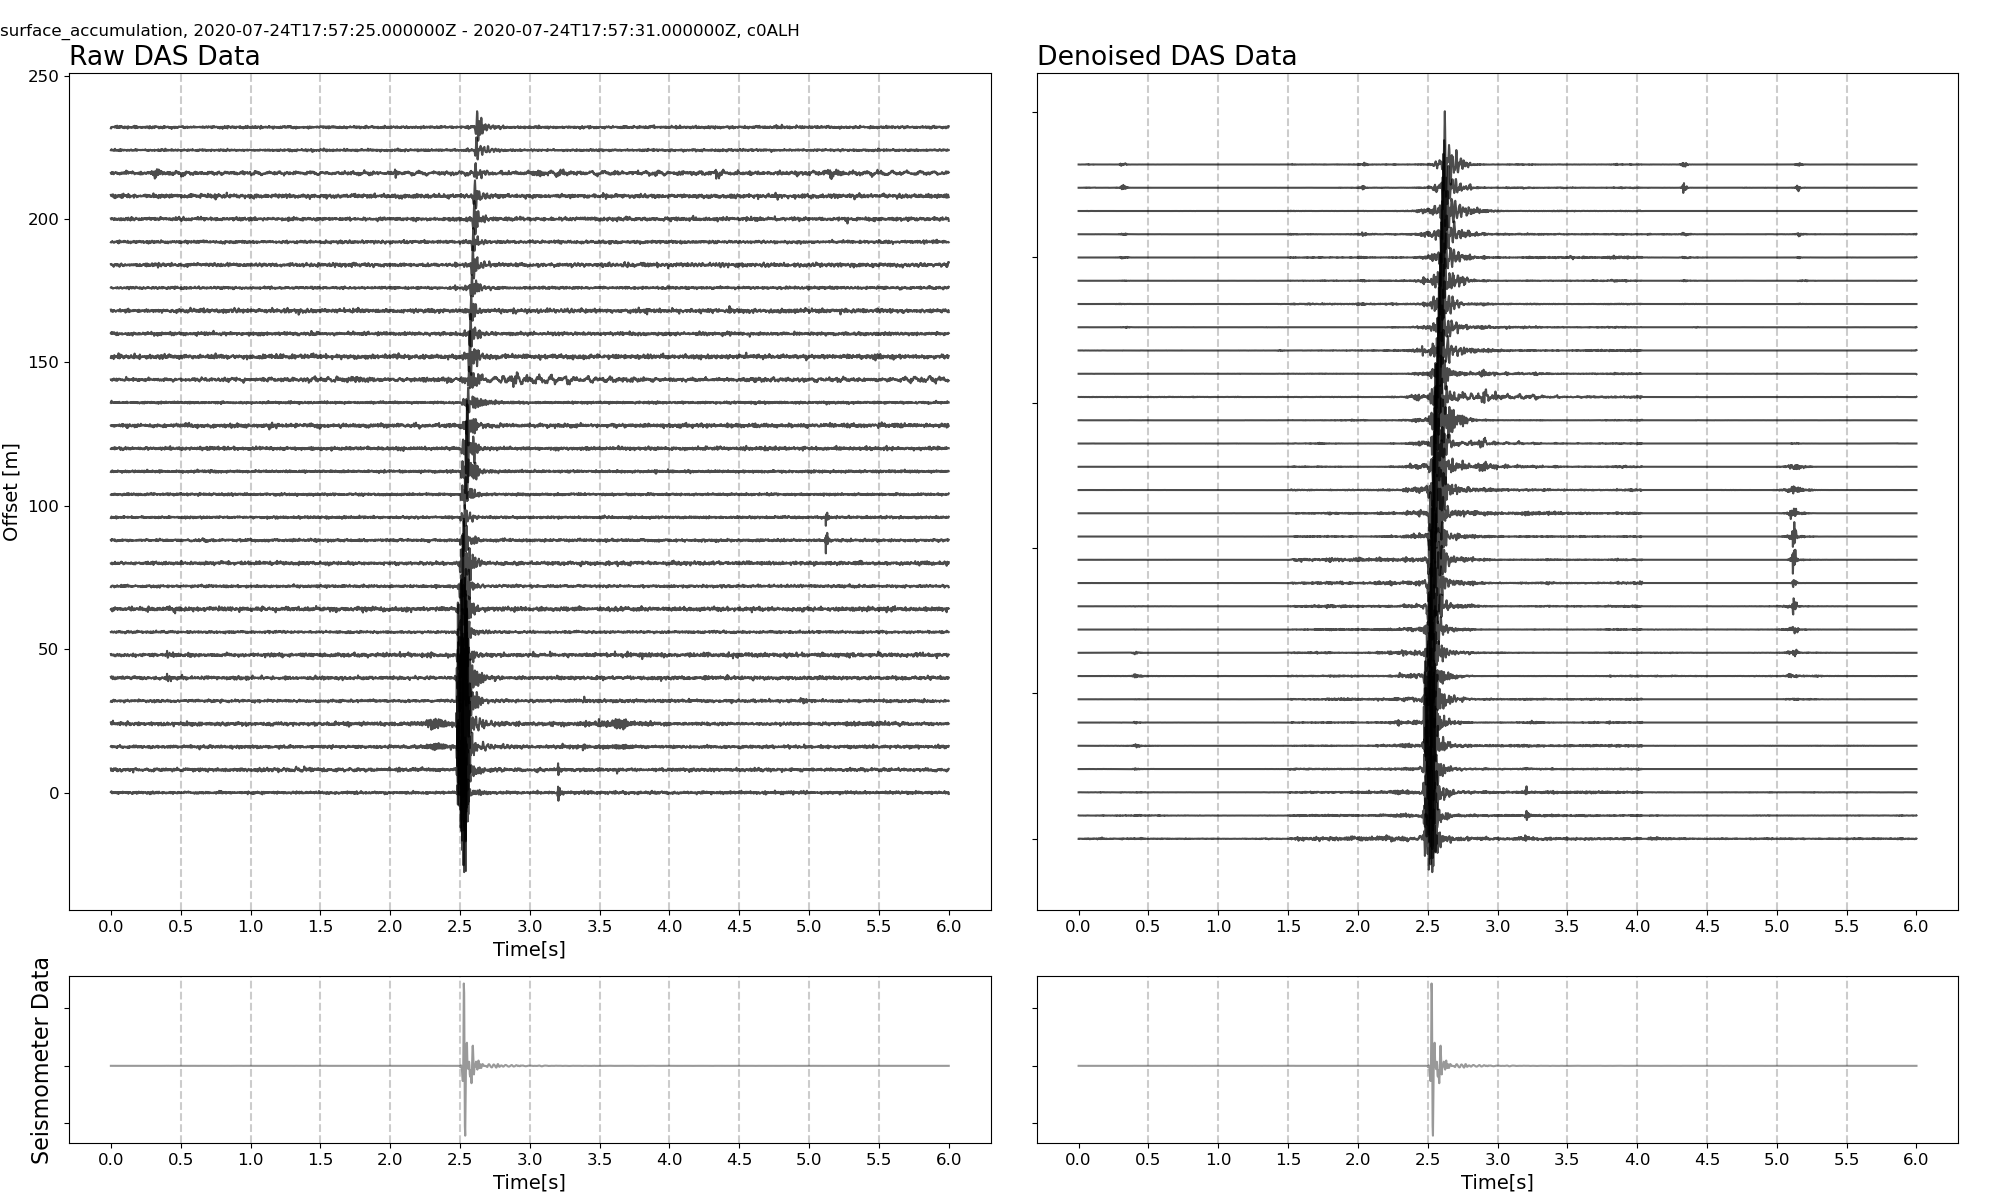 surface_accumulation, 2020-07-24T17:57:25.000000Z - 2020-07-24T17:57:31.000000Z, c0ALH
Raw DAS Data
Denoised DAS Data
250
200
150
100
50
0
Offset [m]
0.0 0.5 1.0 1.5 2.0 2.5 3.0 3.5 4.0 4.5 5.0 5.5 6.0
Time[s]
0.0 0.5 1.0 1.5 2.0 2.5 3.0 3.5 4.0 4.5 5.0 5.5 6.0
Seismometer Data
0.0 0.5 1.0 1.5 2.0 2.5 3.0 3.5 4.0 4.5 5.0 5.5 6.0
Time[s]
0.0 0.5 1.0 1.5 2.0 2.5 3.0 3.5 4.0 4.5 5.0 5.5 6.0
Time[s]